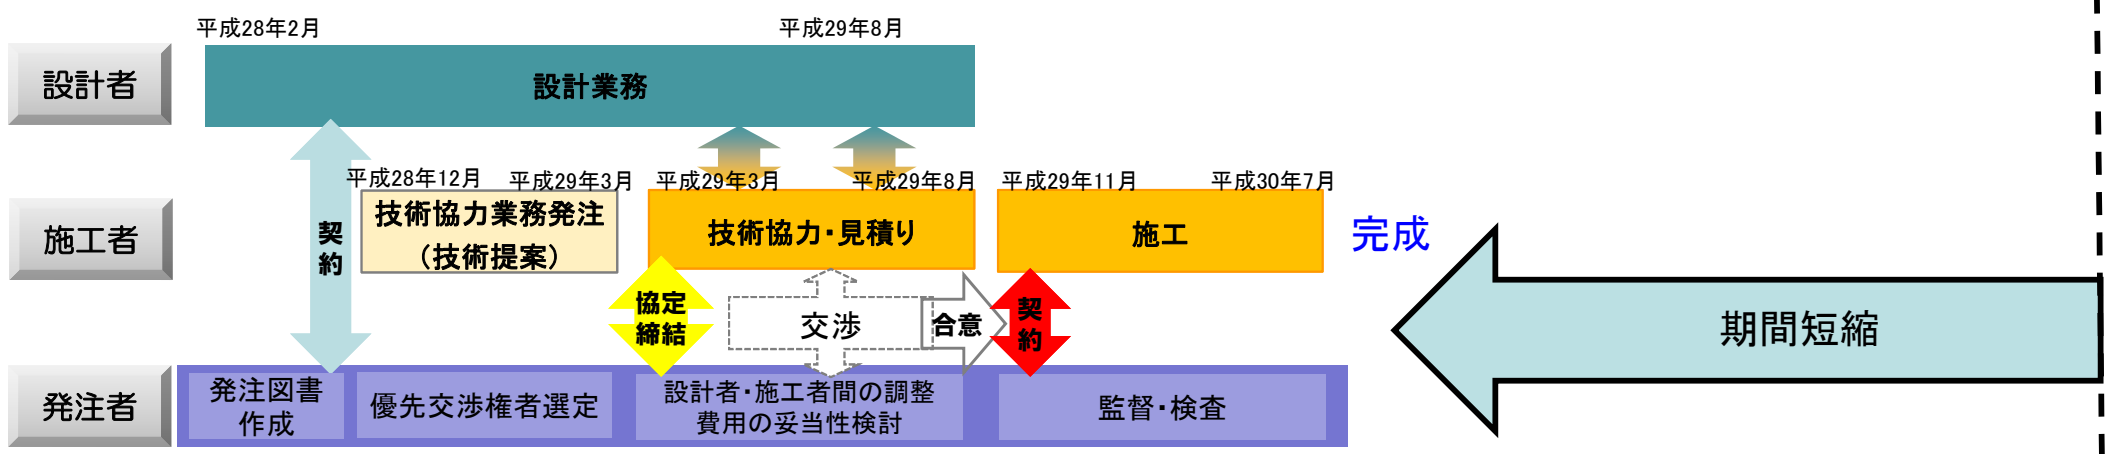 平成28年2月
平成29年8月
設計者
設計業務
平成28年12月
平成29年3月
平成29年3月
平成29年8月
平成29年11月
平成30年7月
施工者
契約
技術協力業務発注
（技術提案）
技術協力・見積り
施工
完成
協定
締結
交渉
合意
契約
期間短縮
発注者
発注図書
作成
優先交渉権者選定
設計者・施工者間の調整
費用の妥当性検討
監督・検査